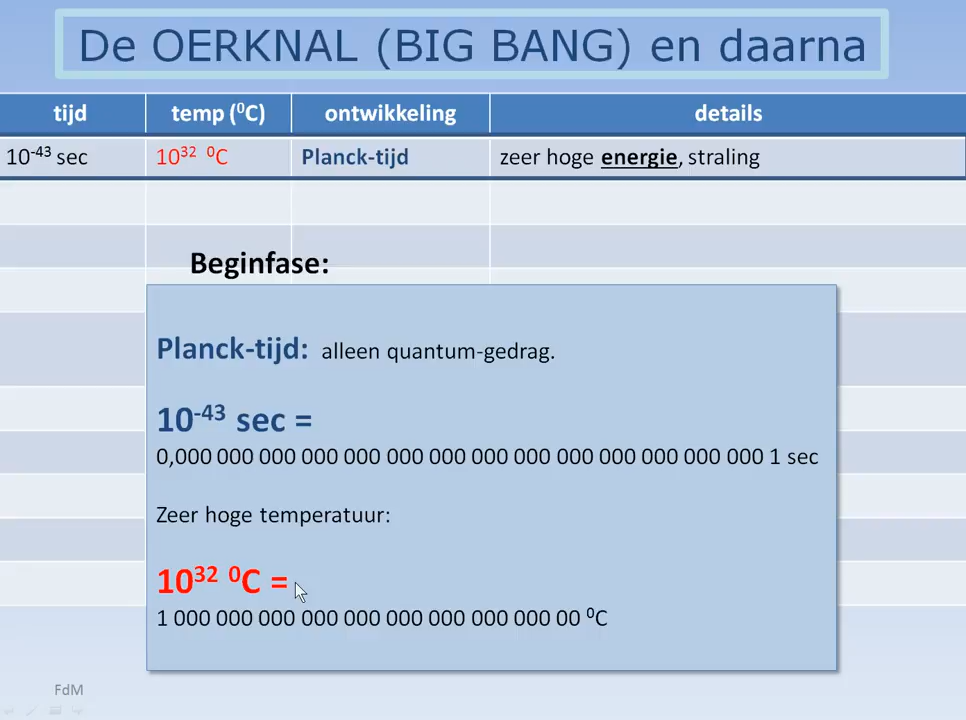 De OERKNAL (BIG BANG) en daarna
tijd temp (⁰C) ontwikkeling details
10⁻⁴³ sec 10³² ⁰C Planck-tijd zeer hoge energie, straling
Beginfase:
Planck-tijd: alleen quantum-gedrag.
10⁻⁴³ sec =
0,000 000 000 000 000 000 000 000 000 000 000 000 000 000 1 sec
Zeer hoge temperatuur:
10³² ⁰C =
1 000 000 000 000 000 000 000 000 000 00 ⁰C
FdM